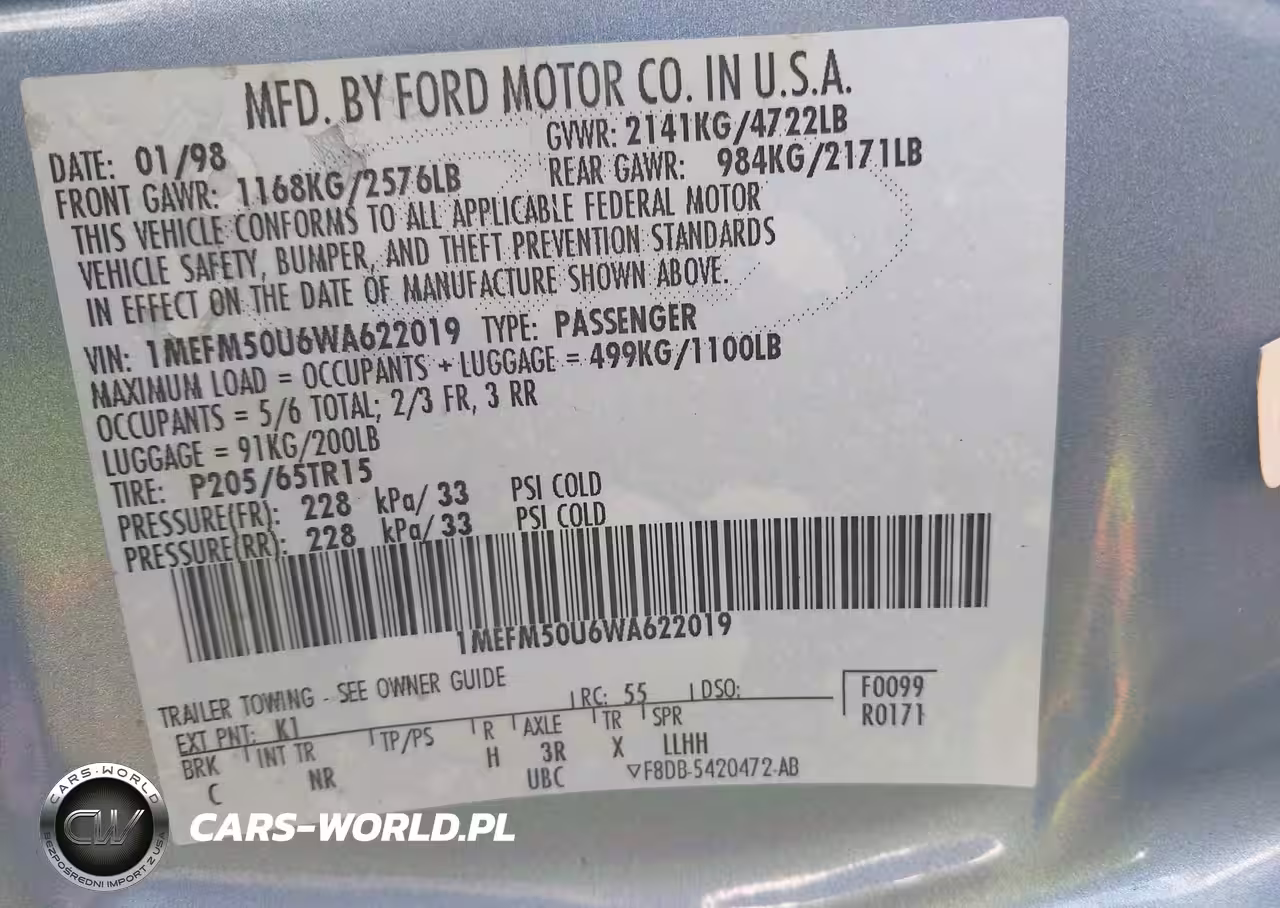 MFD. BY FORD MOTOR CO. IN U.S.A.
DATE: 01/98 GVWR: 2141KG/4722LB
FRONT GAWR: 1168KG/2576LB REAR GAWR: 984KG/2171LB
THIS VEHICLE CONFORMS TO ALL APPLICABLE FEDERAL MOTOR
VEHICLE SAFETY, BUMPER, AND THEFT PREVENTION STANDARDS
IN EFFECT ON THE DATE OF MANUFACTURE SHOWN ABOVE.
VIN: 1MEFM50U6WA622019 TYPE: PASSENGER
MAXIMUM LOAD = OCCUPANTS + LUGGAGE = 499KG/1100LB
OCCUPANTS = 5/6 TOTAL; 2/3 FR, 3 RR
LUGGAGE = 91KG/200LB
TIRE: P205/65TR15
PRESSURE(FR): 228 kPa/ 33 PSI COLD
PRESSURE(RR): 228 kPa/ 33 PSI COLD
1MEFM50U6WA622019
TRAILER TOWING - SEE OWNER GUIDE
EXT PNT: K1 RC: 55 DSO: F0099
R0171
BRK INT TR TP/PS R AXLE TR SPR
C NR H 3R X LLHH
UBC ▽F8DB-5420472-AB
CARS-WORLD
CW
BEZPOŚREDNI IMPORT Z USA
CARS-WORLD.PL